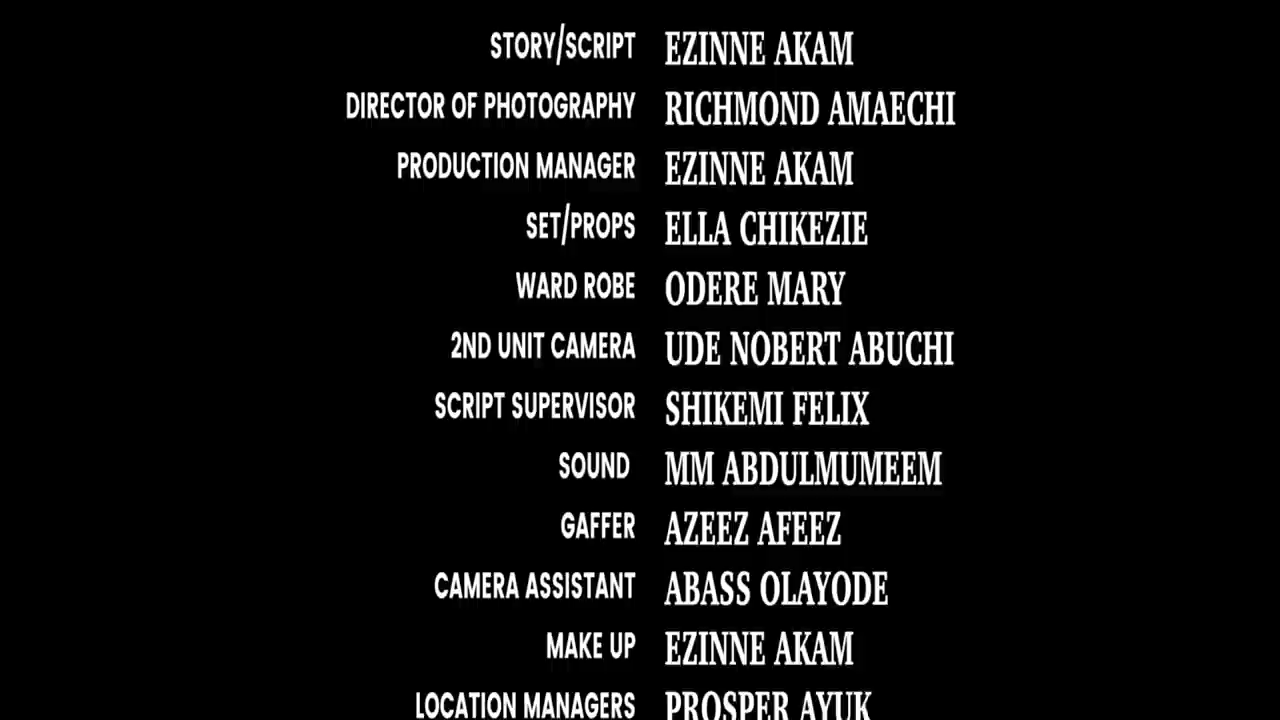 STORY/SCRIPT EZINNE AKAM
DIRECTOR OF PHOTOGRAPHY RICHMOND AMAECHI
PRODUCTION MANAGER EZINNE AKAM
SET/PROPS ELLA CHIKEZIE
WARD ROBE ODERE MARY
2ND UNIT CAMERA UDE NOBERT ABUCHI
SCRIPT SUPERVISOR SHIKEMI FELIX
SOUND MM ABDULMUMEEM
GAFFER AZEEZ AFEEZ
CAMERA ASSISTANT ABASS OLAYODE
MAKE UP EZINNE AKAM
LOCATION MANAGERS PROSPER AYUK